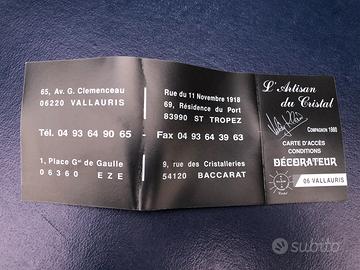 65, Av. G. Clemenceau
06220 VALLAURIS
Tél. 04 93 64 90 65 -
1, Place Gal de Gaulle
06360 EZE
Rue du 11 Novembre 1918
69, Résidence du Port
83990 ST TROPEZ
Fax 04 93 64 39 63
9, rue des Cristalleries
54120 BACCARAT
L'Artisan
du Cristal
COMPAGNON 1980
CARTE D'ACCÈS
CONDITIONS
DÉCORATEUR
06 VALLAURIS
subito